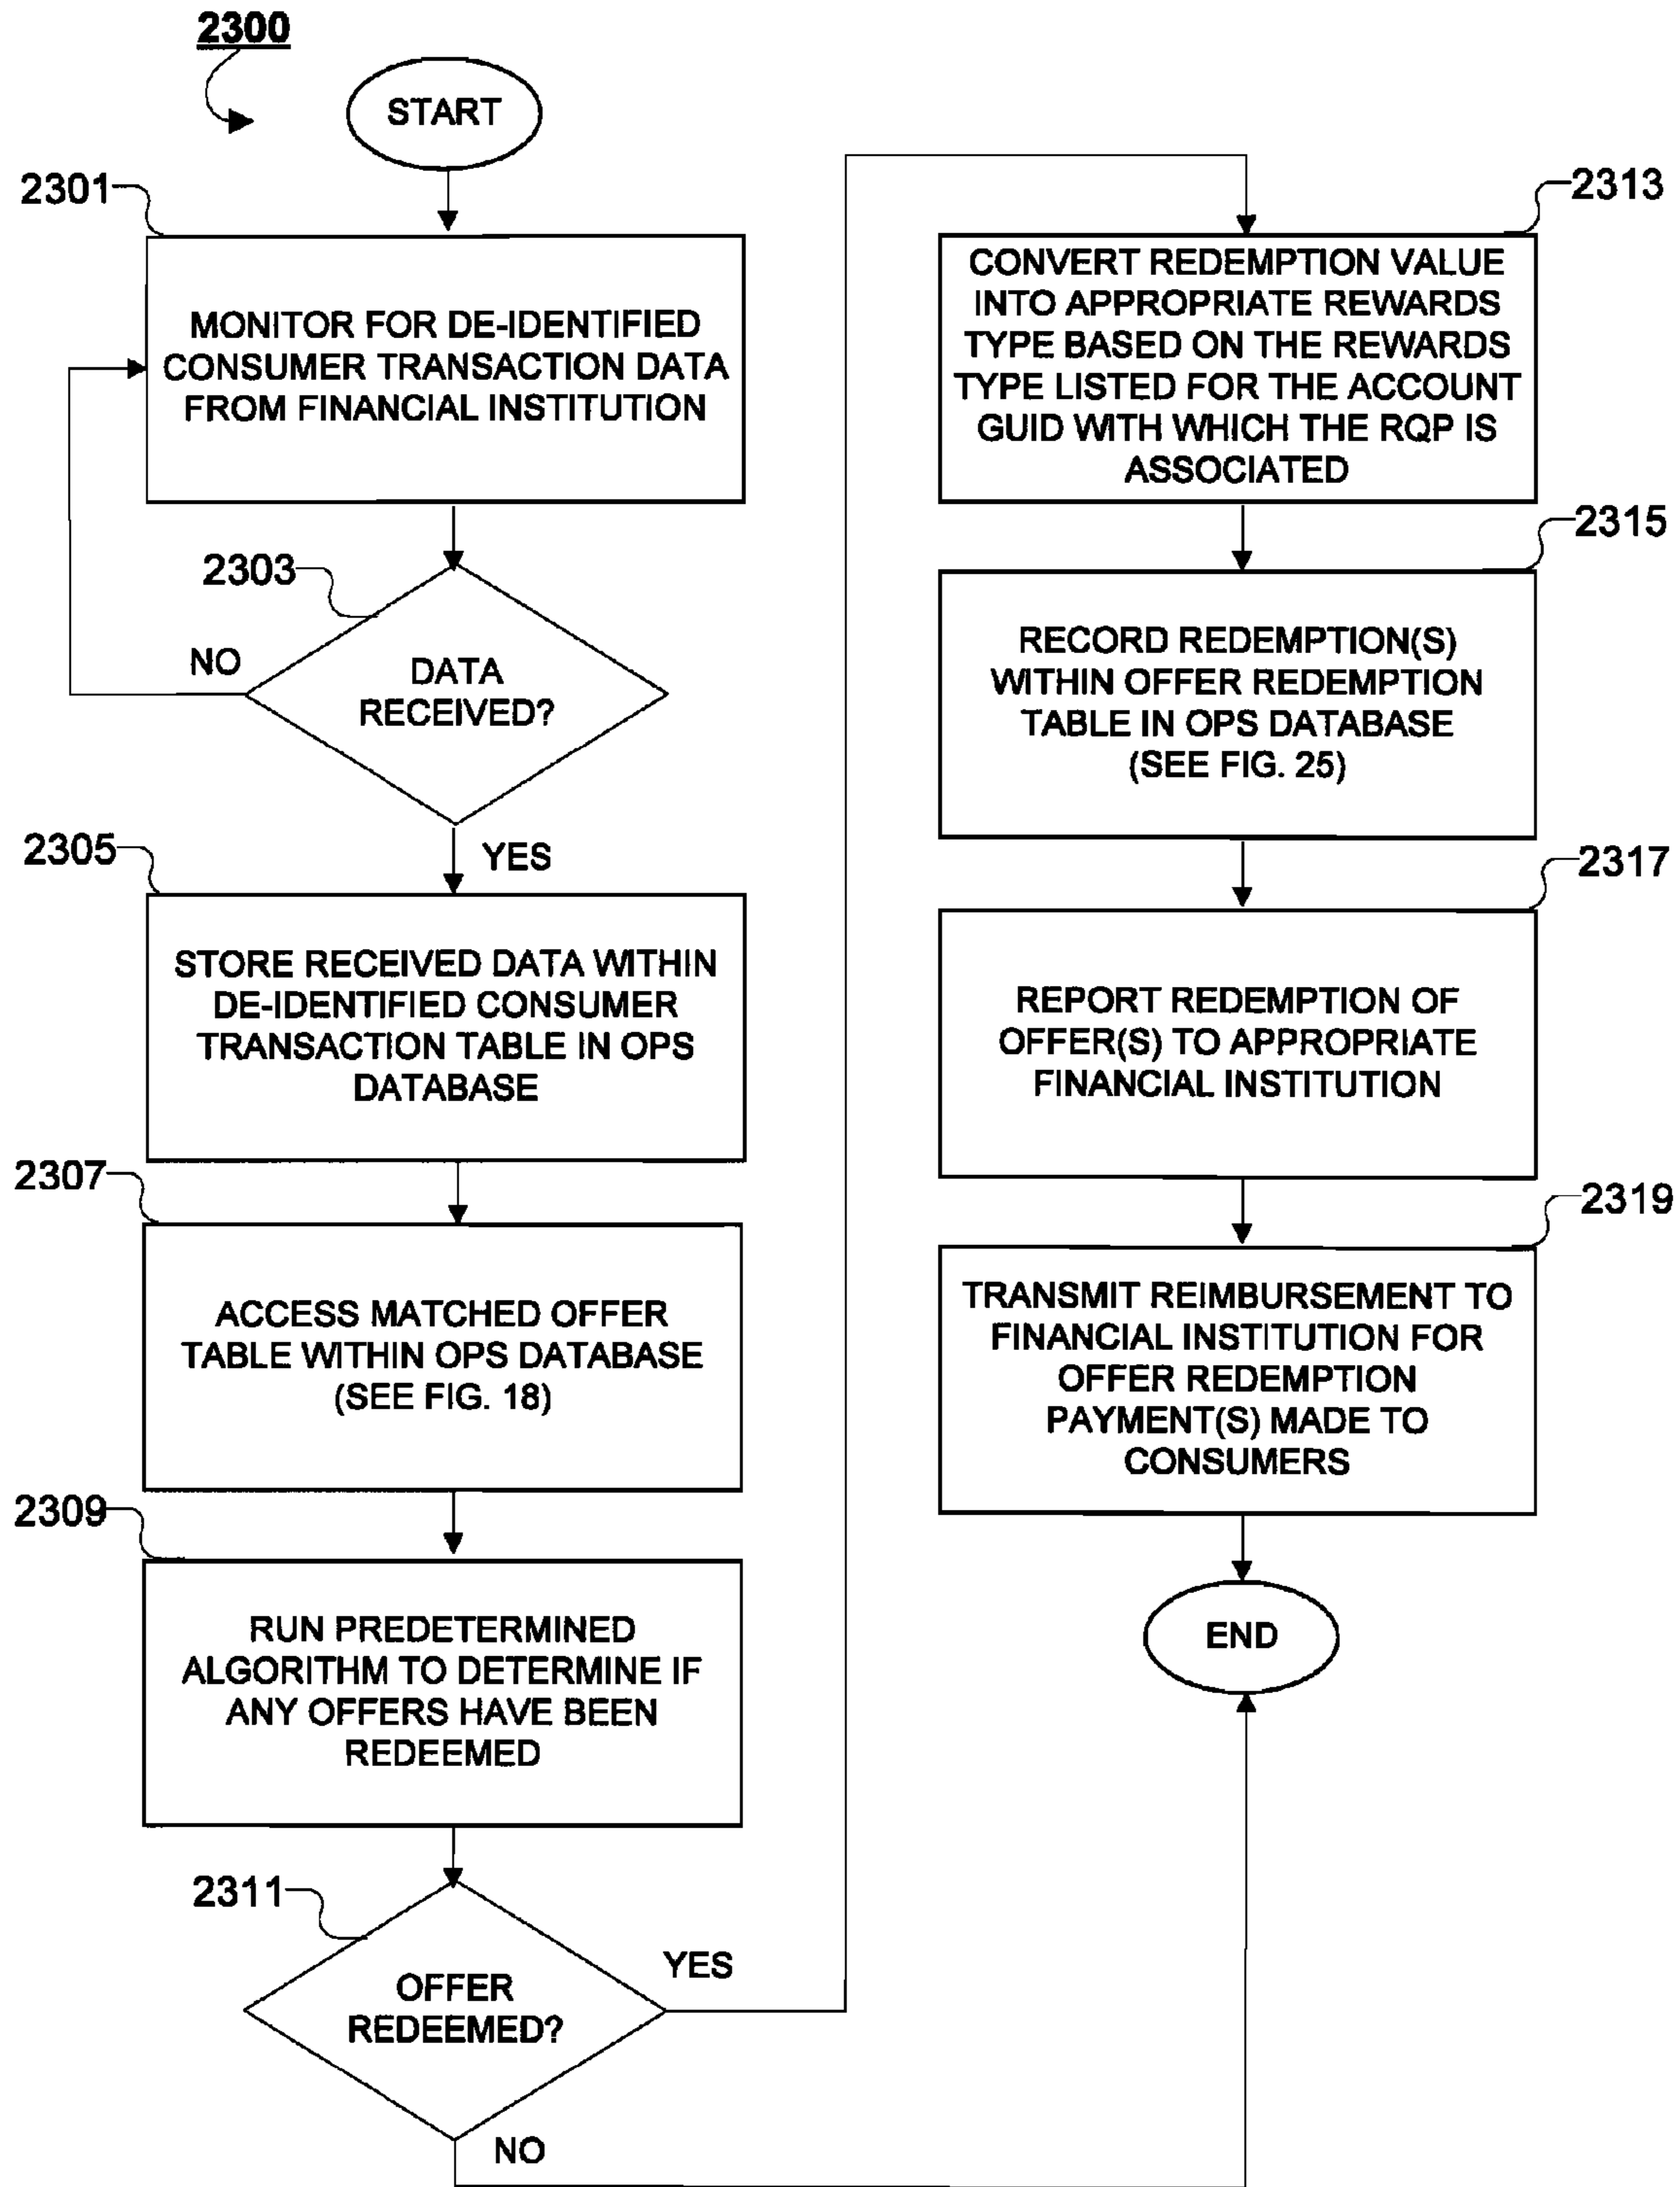 2300
START
2301
MONITOR FOR DE-IDENTIFIED
CONSUMER TRANSACTION DATA
FROM FINANCIAL INSTITUTION
2303
NO
DATA
RECEIVED?
YES
2305
STORE RECEIVED DATA WITHIN
DE-IDENTIFIED CONSUMER
TRANSACTION TABLE IN OPS
DATABASE
2307
ACCESS MATCHED OFFER
TABLE WITHIN OPS DATABASE
(SEE FIG. 18)
2309
RUN PREDETERMINED
ALGORITHM TO DETERMINE IF
ANY OFFERS HAVE BEEN
REDEEMED
2311
YES
OFFER
REDEEMED?
NO
2313
CONVERT REDEMPTION VALUE
INTO APPROPRIATE REWARDS
TYPE BASED ON THE REWARDS
TYPE LISTED FOR THE ACCOUNT
GUID WITH WHICH THE RQP IS
ASSOCIATED
2315
RECORD REDEMPTION(S)
WITHIN OFFER REDEMPTION
TABLE IN OPS DATABASE
(SEE FIG. 25)
2317
REPORT REDEMPTION OF
OFFER(S) TO APPROPRIATE
FINANCIAL INSTITUTION
2319
TRANSMIT REIMBURSEMENT TO
FINANCIAL INSTITUTION FOR
OFFER REDEMPTION
PAYMENT(S) MADE TO
CONSUMERS
END